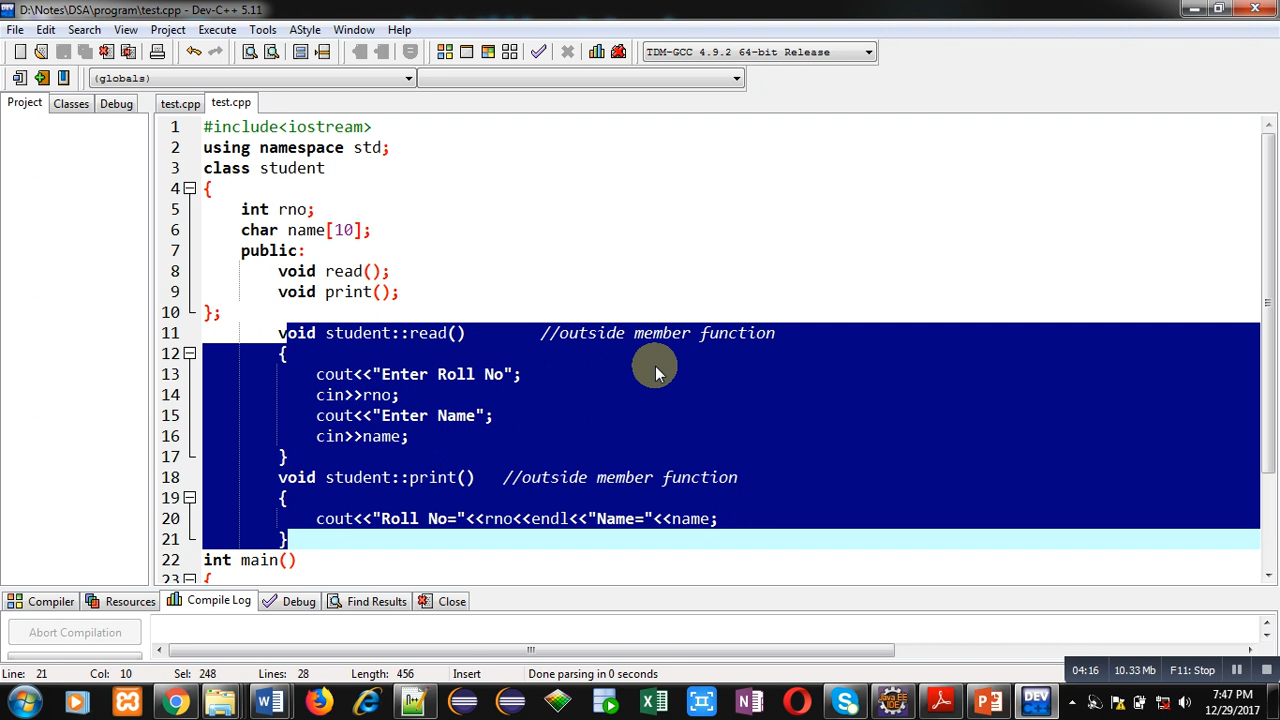 D:\Notes\DSA\program\test.cpp - Dev-C++ 5.11
File Edit Search View Project Execute Tools AStyle Window Help
TDM-GCC 4.9.2 64-bit Release
(globals)
Project Classes Debug test.cpp test.cpp
1 #include<iostream>
2 using namespace std;
3 class student
4 {
5 int rno;
6 char name[10];
7 public:
8 void read();
9 void print();
10 };
11 void student::read() //outside member function
12 {
13 cout<<"Enter Roll No";
14 cin>>rno;
15 cout<<"Enter Name";
16 cin>>name;
17 }
18 void student::print() //outside member function
19 {
20 cout<<"Roll No="<<rno<<endl<<"Name="<<name;
21 }
22 int main()
23 {
Compiler Resources Compile Log Debug Find Results Close
Abort Compilation
Line: 21 Col: 10 Sel: 248 Lines: 28 Length: 456 Insert Done parsing in 0 seconds
04:16 10.33 Mb F11: Stop
7:47 PM
12/29/2017